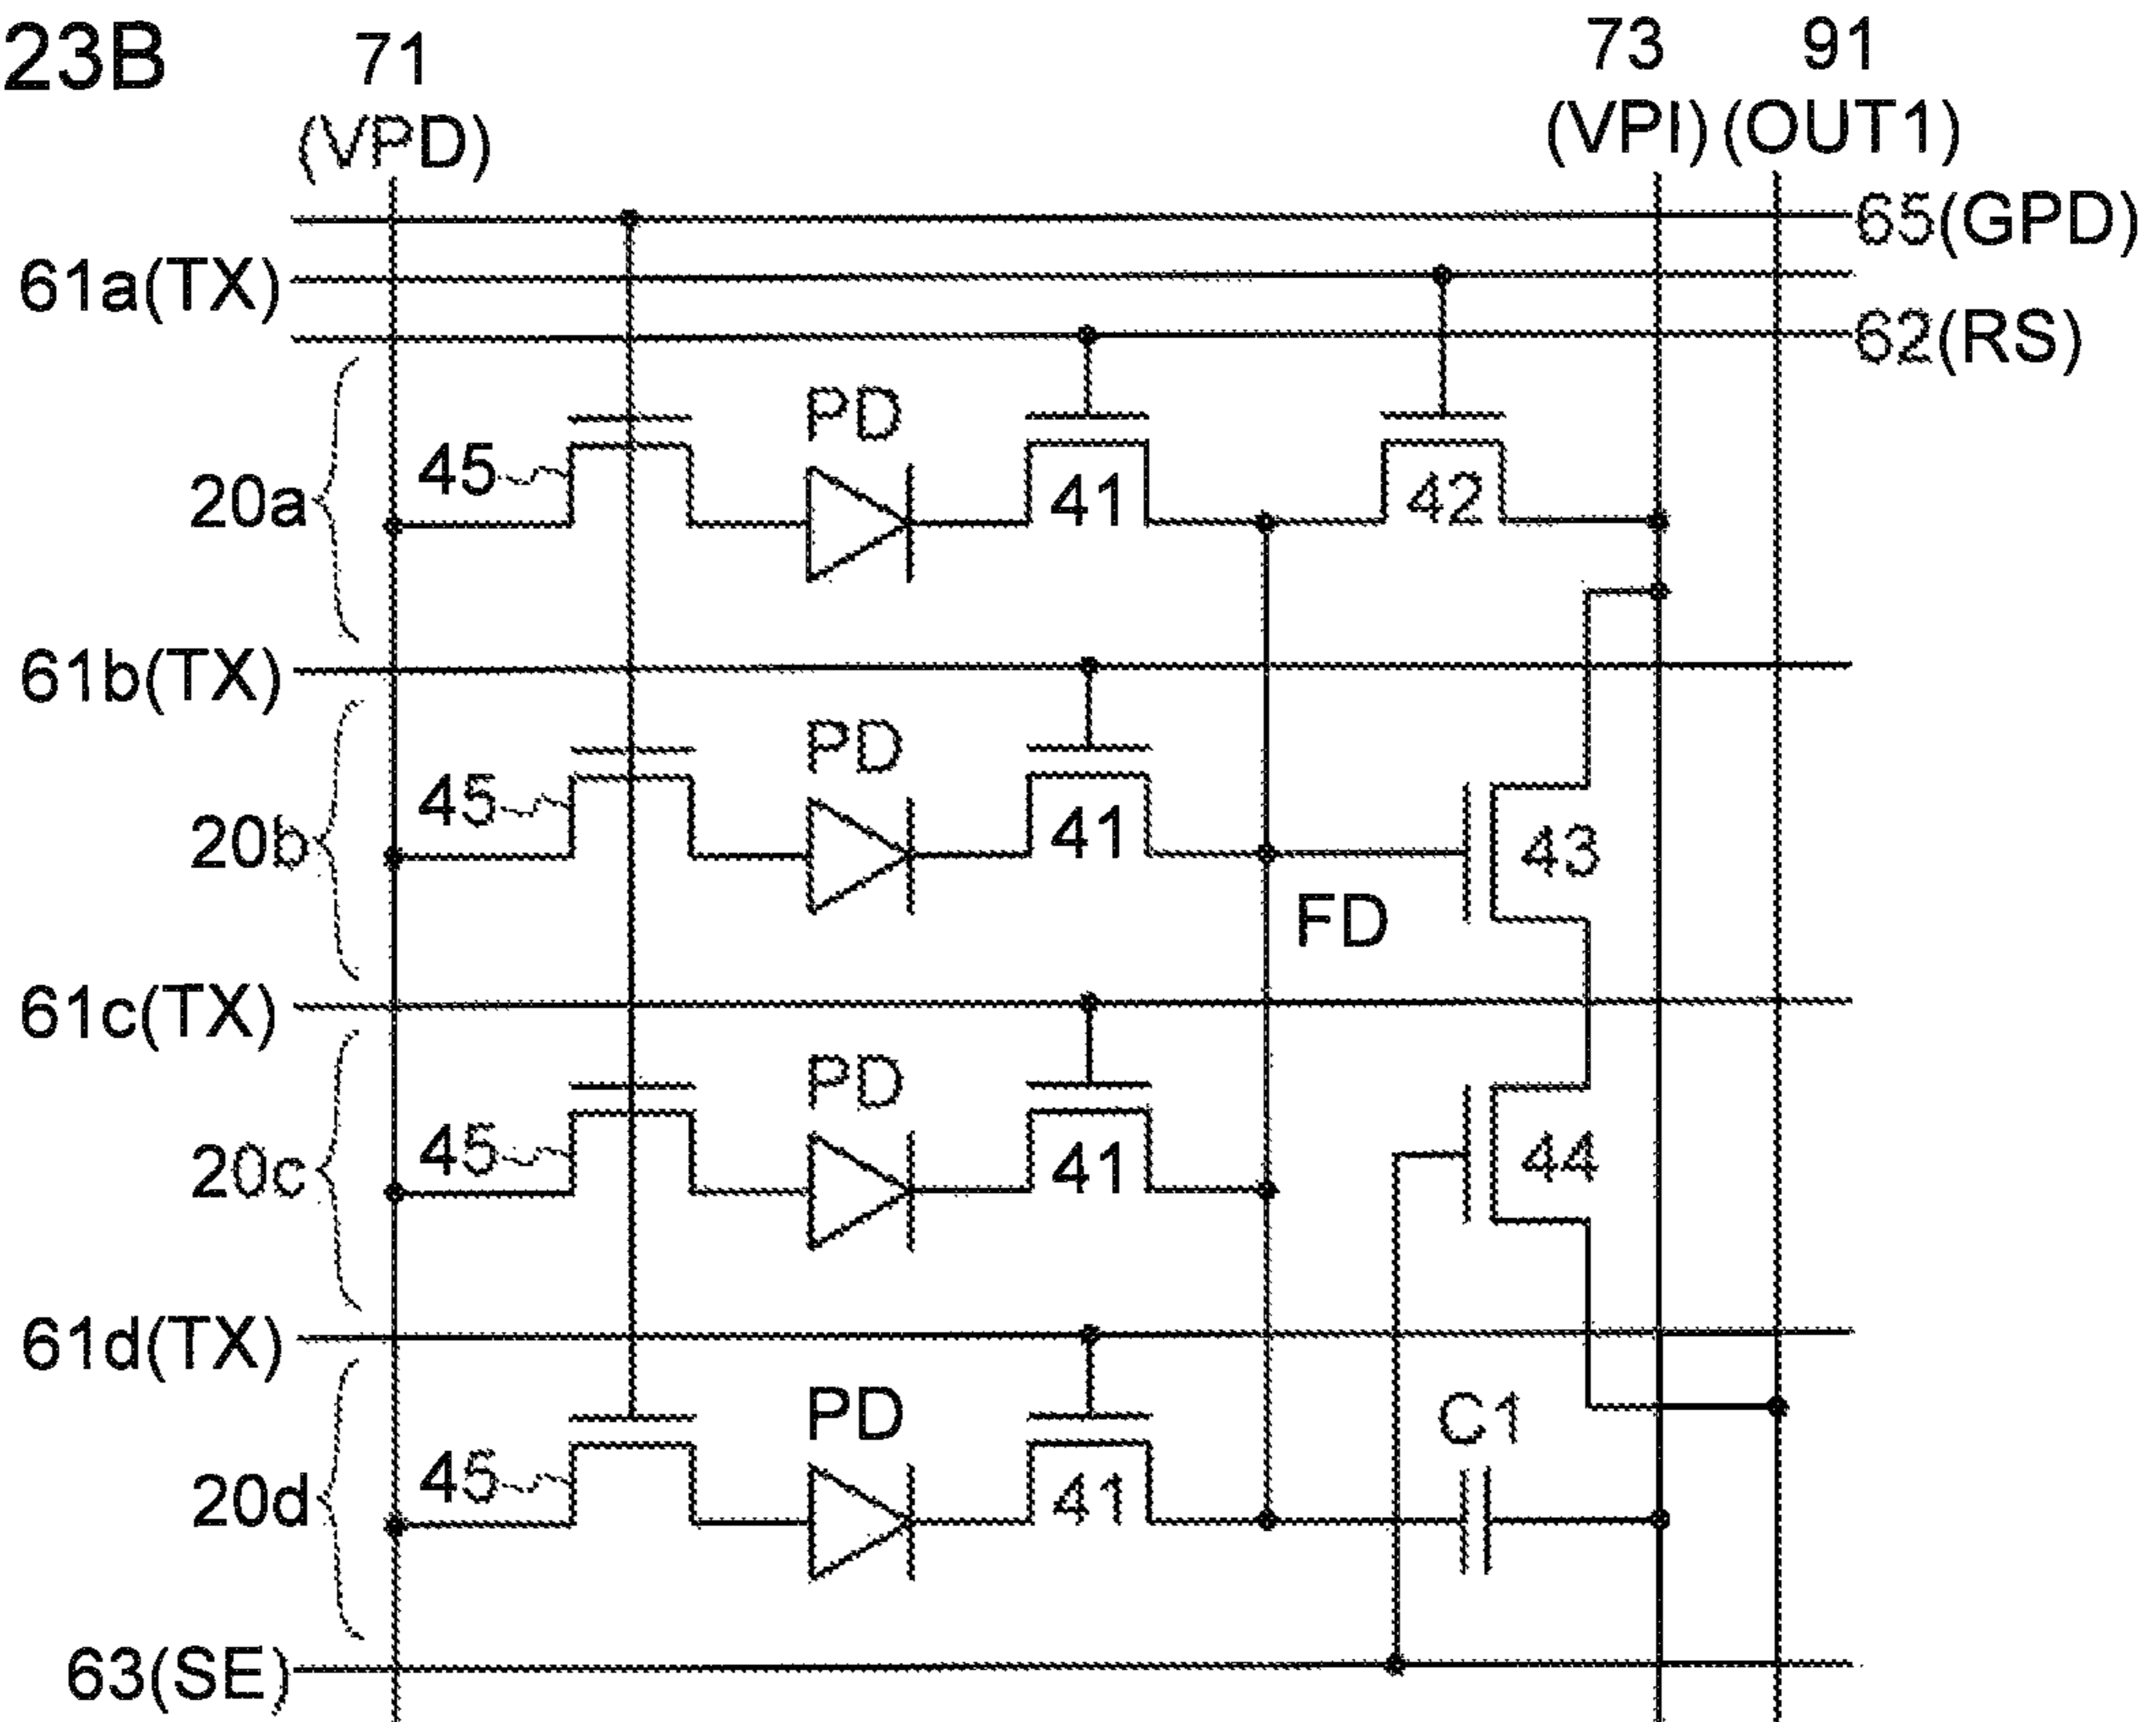 23B
71
73
91
(VPD)
(VPI)
(OUT1)
65(GPD)
61a(TX)
62(RS)
PD
45
41
42
20a
61b(TX)
PD
45
41
43
20b
FD
61c(TX)
PD
45
41
44
20c
61d(TX)
PD
C1
45
41
20d
63(SE)